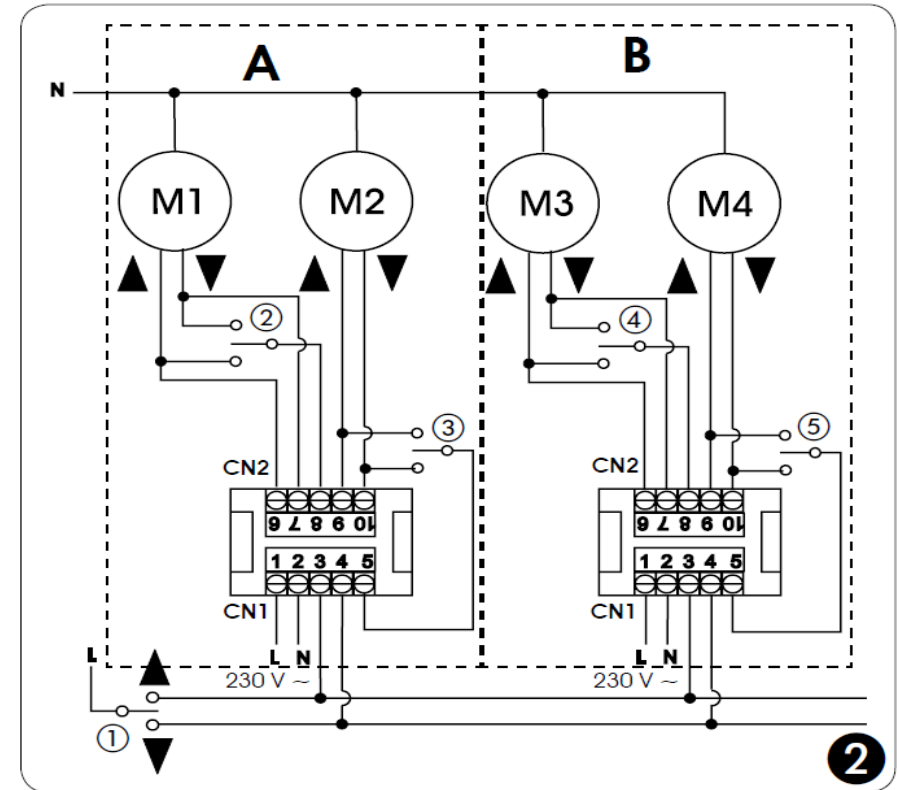 A B
N
M1 M2 M3 M4
▲ ▼ ▲ ▼ ▲ ▼ ▲ ▼
② ④
③ ⑤
CN2 CN2
6 7 8 9 10 6 7 8 9 10
1 2 3 4 5 1 2 3 4 5
CN1 CN1
L L N L N
230 V ~ 230 V ~
▲
①
▼
2